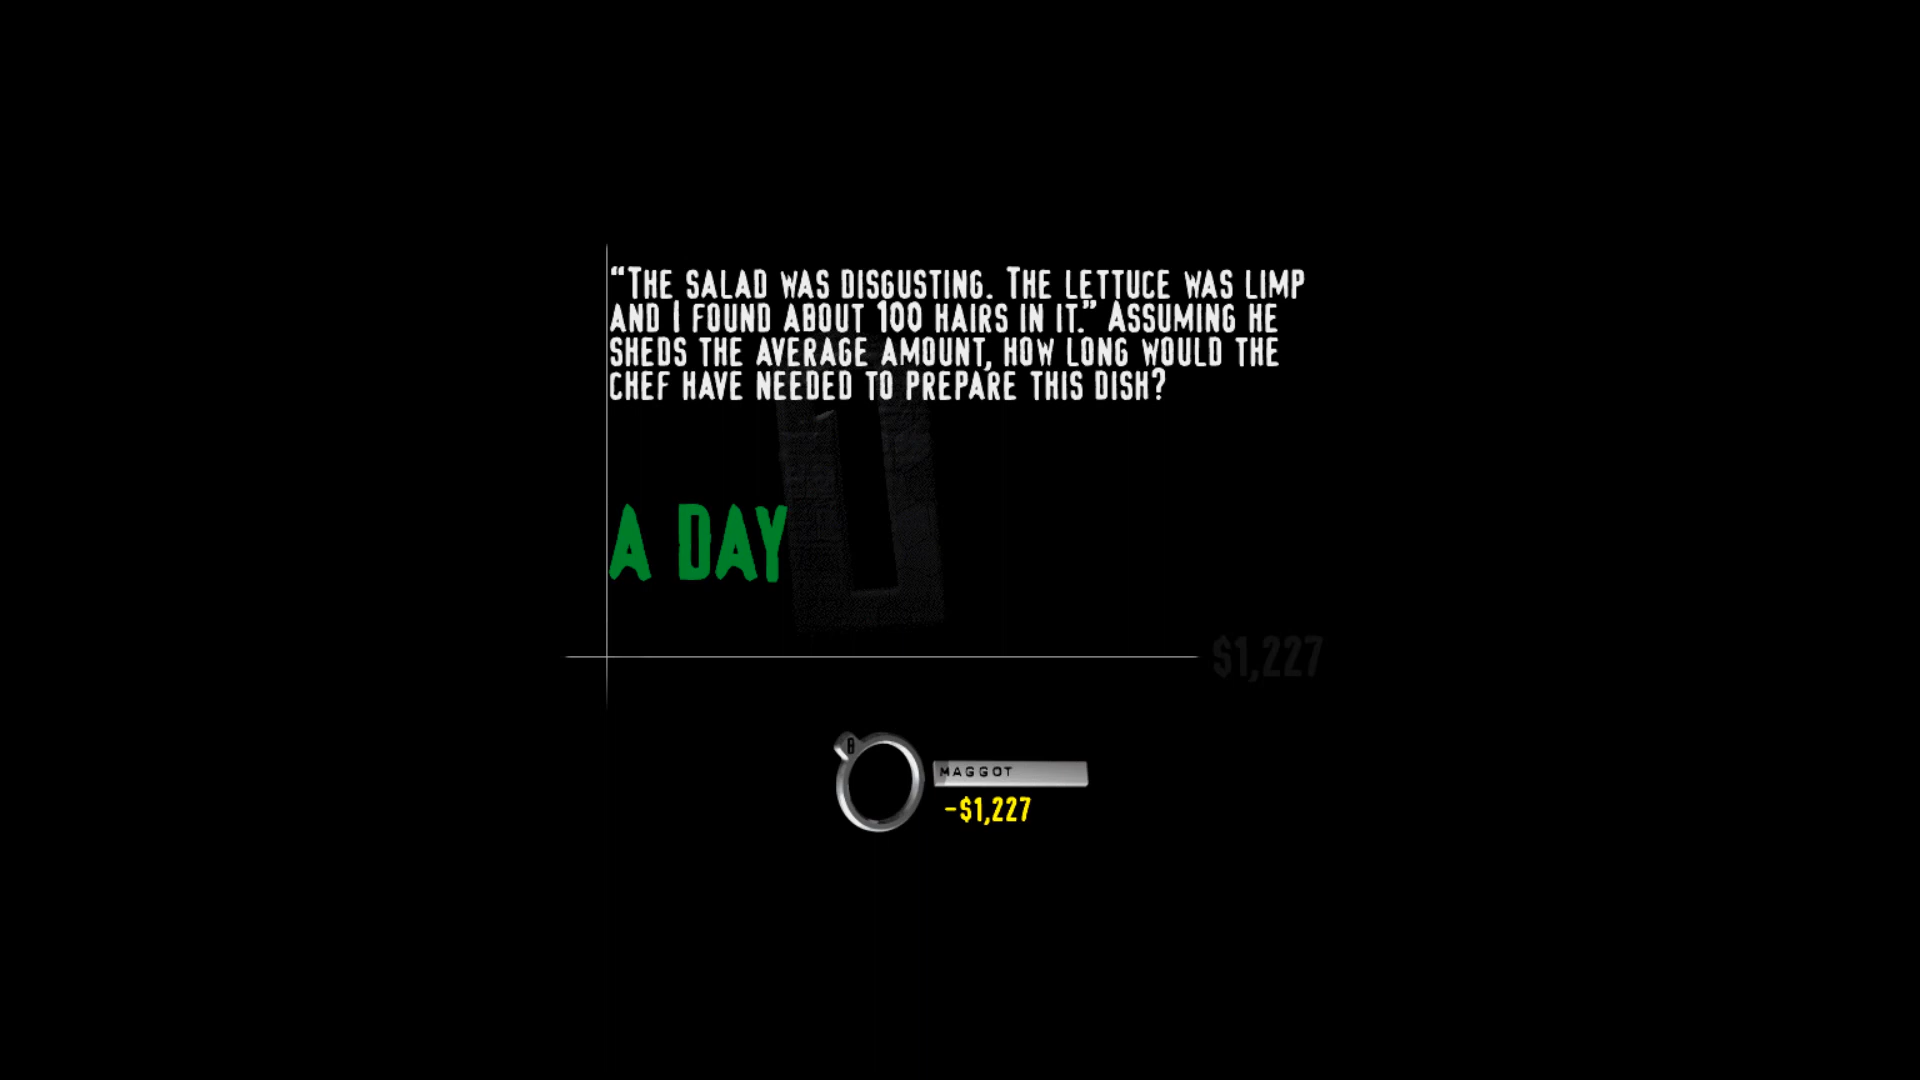 “The salad was disgusting. The lettuce was limp
and I found about 100 hairs in it.” Assuming he
sheds the average amount, how long would the
chef have needed to prepare this dish?
A DAY
$1,227
MAGGOT
-$1,227